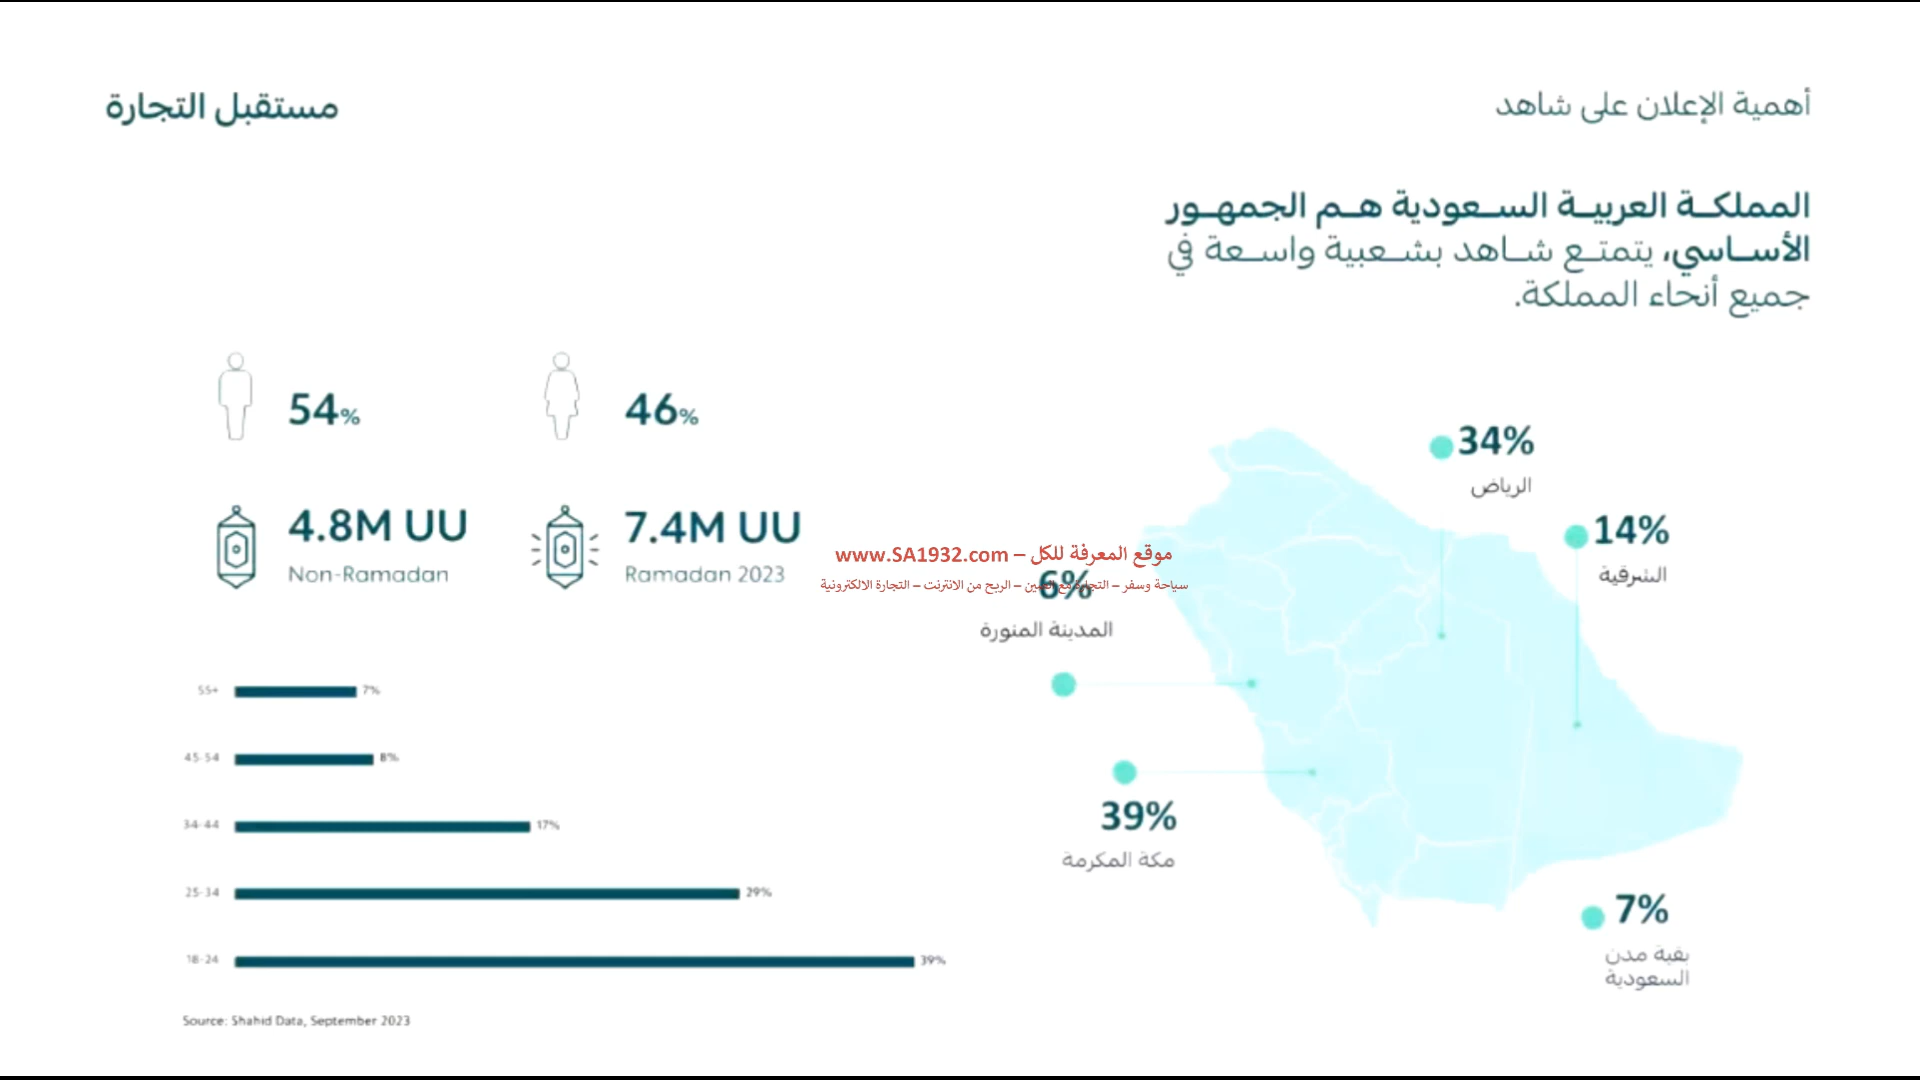 أهمية الإعلان على شاهد
مستقبل التجارة
المملكـة العربيـة السـعودية هـم الجمهـور
الأسـاسي، يتمتـع شـاهد بشـعبية واسـعة في
جميع أنحاء المملكة.
54%
46%
4.8M UU
Non-Ramadan
7.4M UU
Ramadan 2023
موقع المعرفة للكل – www.SA1932.com
سياحة وسفر – التجارة مع الصين – الربح من الانترنت – التجارة الالكترونية
34%
الرياض
14%
الشرقية
6%
المدينة المنورة
39%
مكة المكرمة
7%
بقية مدن
السعودية
55+ 7%
45-54 8%
34-44 17%
25-34 29%
18-24 39%
Source: Shahid Data, September 2023